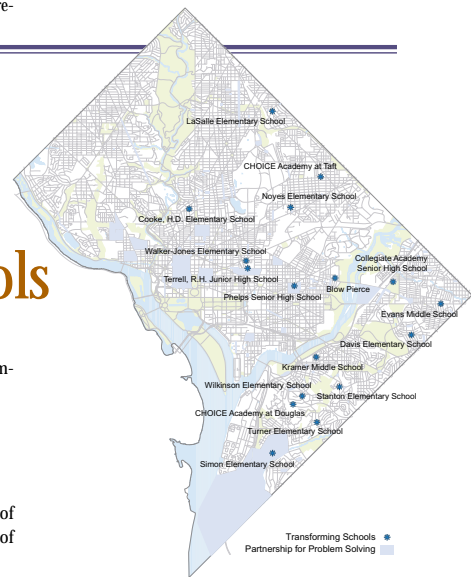 re-
LaSalle Elementary School
CHOICE Academy at Taft
Noyes Elementary School
Cooke, H.D. Elementary School
Walker-Jones Elementary School
Collegiate Academy
Senior High School
Terrell, R.H. Junior High School
Blow Pierce
Phelps Senior High School
ols
Evans Middle School
Davis Elementary School
Kramer Middle School
m-
Wilkinson Elementary School
Stanton Elementary School
CHOICE Academy at Douglas
Turner Elementary School
Simon Elementary School
of
Transforming Schools
of
Partnership for Problem Solving